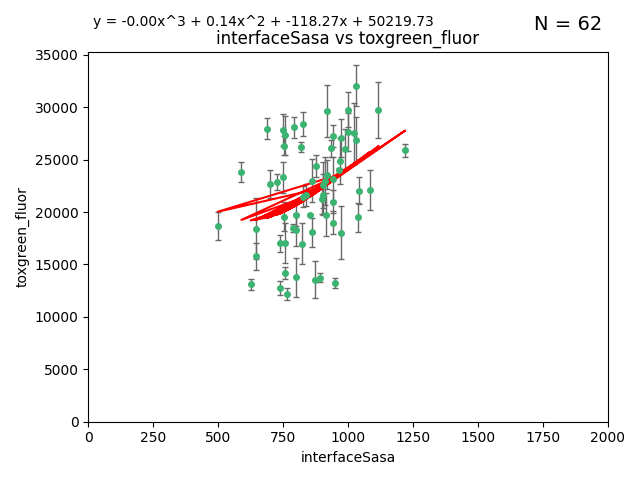 y = -0.00x^3 + 0.14x^2 + -118.27x + 50219.73
N = 62
interfaceSasa vs toxgreen_fluor
35000
30000
25000
20000
15000
10000
5000
0
toxgreen_fluor
0 250 500 750 1000 1250 1500 1750 2000
interfaceSasa